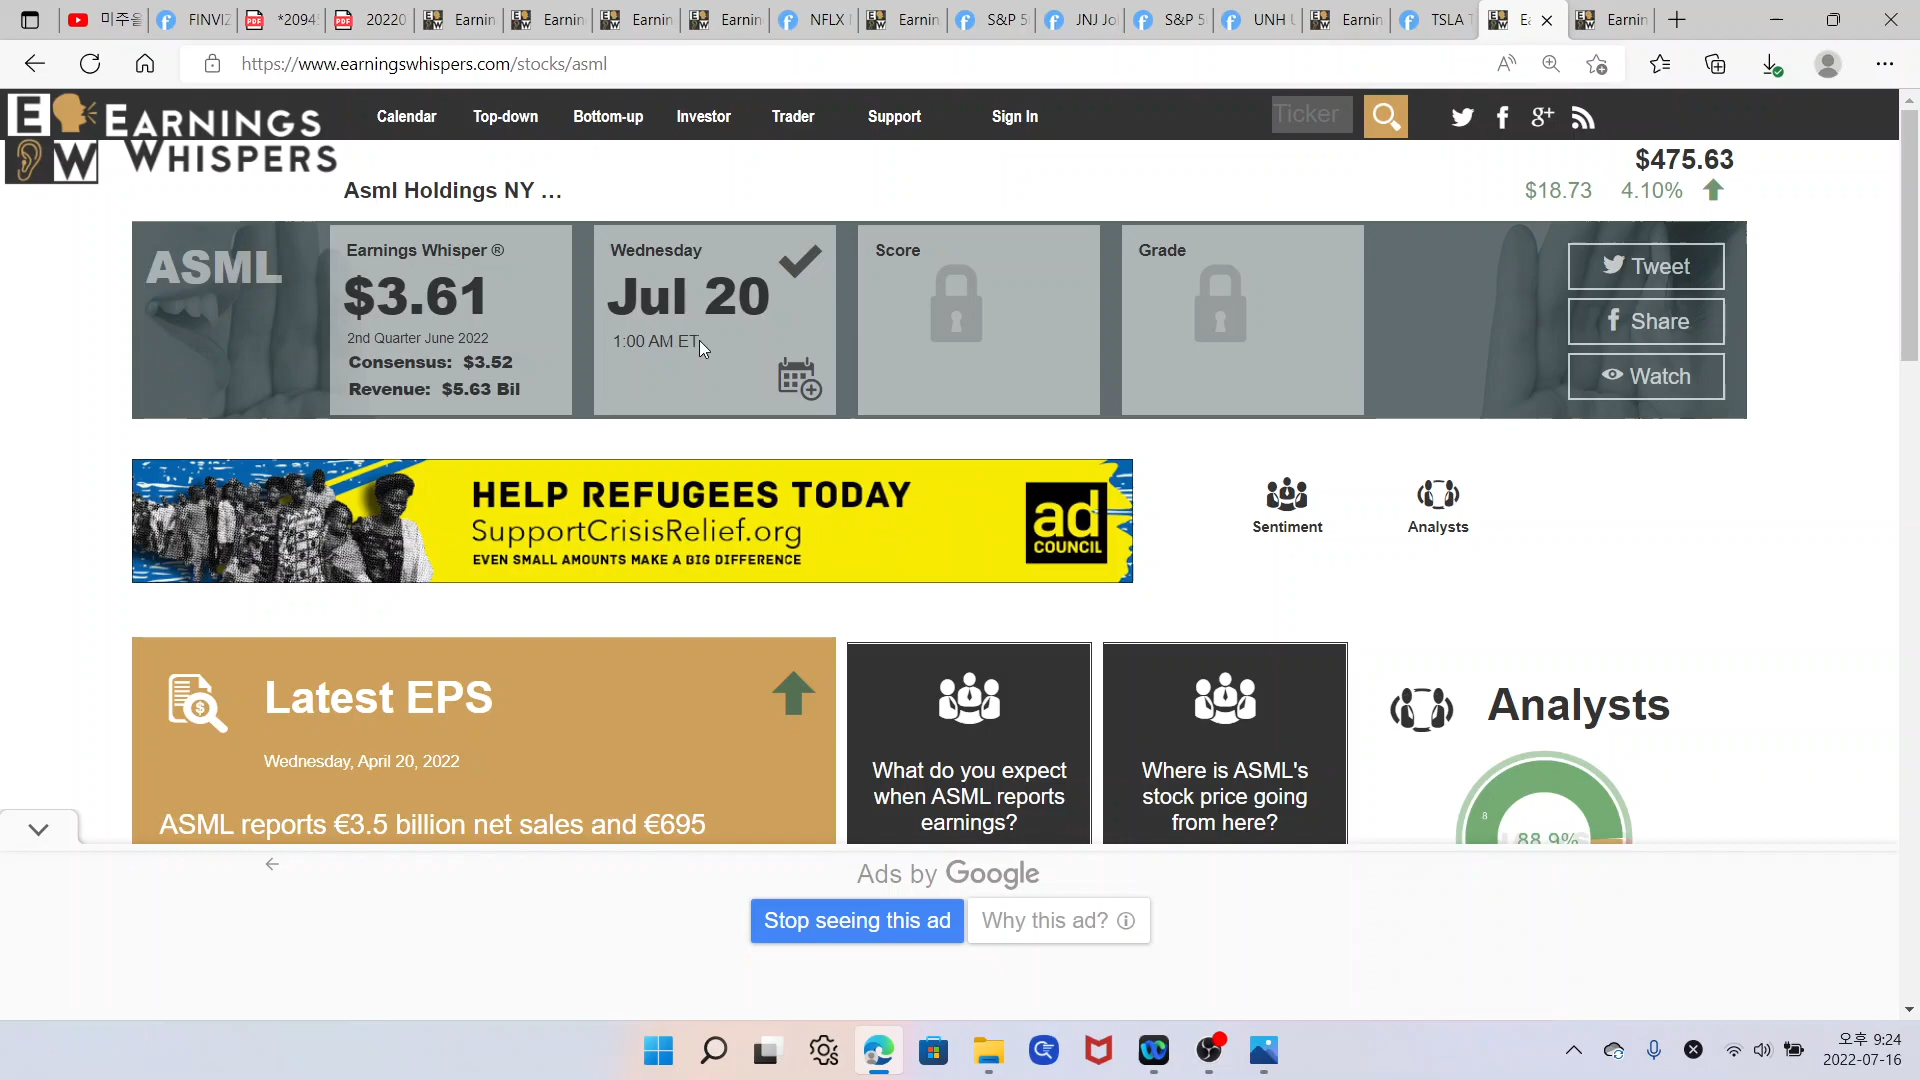 미주을
FINVIZ
*2094
20220
Earnin
Earnin
Earnin
Earnin
NFLX
Earnin
S&P 5
JNJ Jo
S&P 5
UNH U
Earnin
TSLA T
Ea
Earnin
https://www.earningswhispers.com/stocks/asml
EARNINGS
WHISPERS
E
W
Calendar
Top-down
Bottom-up
Investor
Trader
Support
Sign In
Ticker
$475.63
Asml Holdings NY ...
$18.73 4.10%
ASML
Earnings Whisper ®
$3.61
2nd Quarter June 2022
Consensus: $3.52
Revenue: $5.63 Bil
Wednesday
Jul 20
1:00 AM ET
Score
Grade
Tweet
Share
Watch
HELP REFUGEES TODAY
SupportCrisisRelief.org
EVEN SMALL AMOUNTS MAKE A BIG DIFFERENCE
ad
COUNCIL
Sentiment
Analysts
Latest EPS
Wednesday, April 20, 2022
ASML reports €3.5 billion net sales and €695
What do you expect
when ASML reports
earnings?
Where is ASML's
stock price going
from here?
Analysts
8
88.9%
Ads by Google
Stop seeing this ad
Why this ad?
오후 9:24
2022-07-16